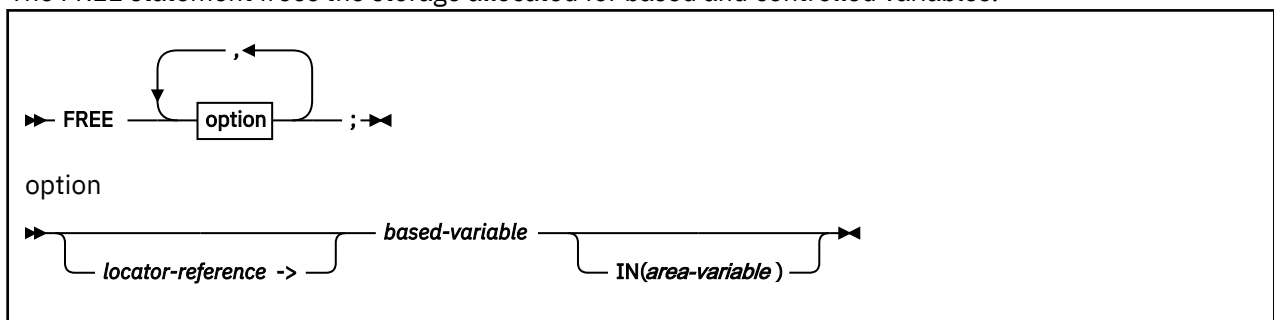 The FREE statement frees the storage allocated for based and controlled variables.
,
FREE option ;
option
based-variable
locator-reference -> IN(area-variable )